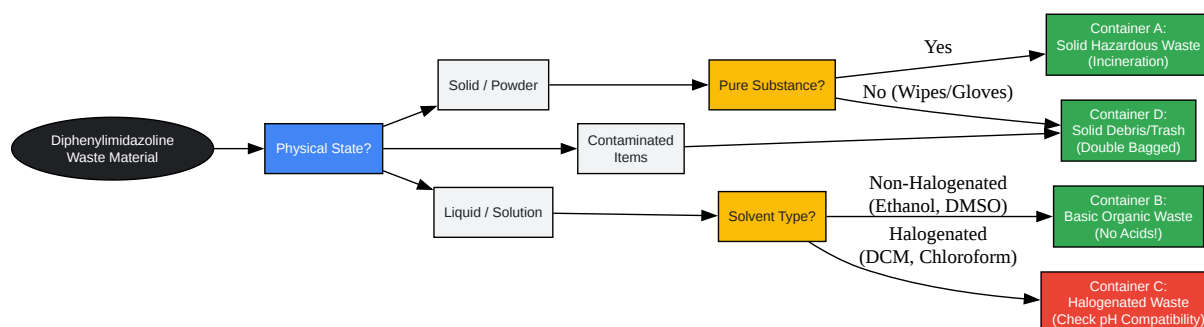 Diphenylimidazoline
Waste Material
Physical State?
Solid / Powder
Contaminated
Items
Liquid / Solution
Pure Substance?
Solvent Type?
Yes
No (Wipes/Gloves)
Non-Halogenated
(Ethanol, DMSO)
Halogenated
(DCM, Chloroform)
Container A:
Solid Hazardous Waste
(Incineration)
Container D:
Solid Debris/Trash
(Double Bagged)
Container B:
Basic Organic Waste
(No Acids!)
Container C:
Halogenated Waste
(Check pH Compatibility)